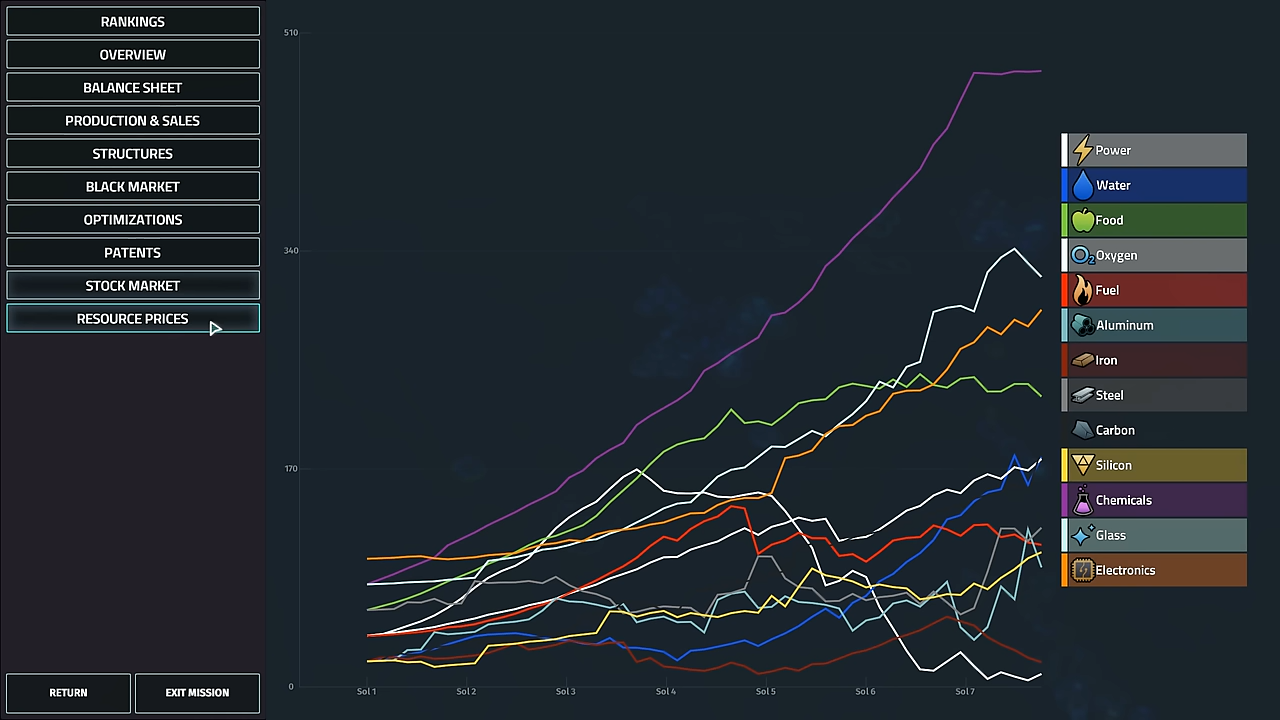 RANKINGS
OVERVIEW
BALANCE SHEET
PRODUCTION & SALES
STRUCTURES
BLACK MARKET
OPTIMIZATIONS
PATENTS
STOCK MARKET
RESOURCE PRICES
RETURN
EXIT MISSION
510
340
170
0
Sol 1
Sol 2
Sol 3
Sol 4
Sol 5
Sol 6
Sol 7
Power
Water
Food
O2 Oxygen
Fuel
Aluminum
Iron
Steel
Carbon
Silicon
Chemicals
Glass
Electronics